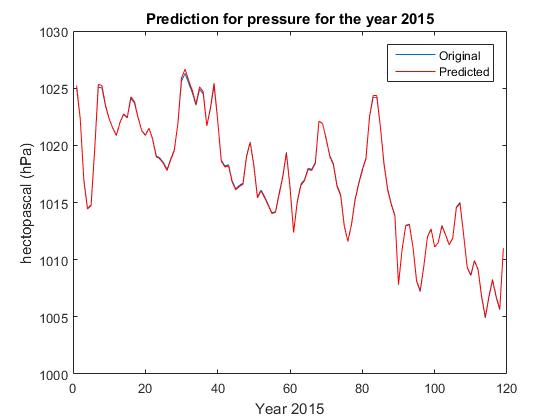 Prediction for pressure for the year 2015
1030
1025
1020
1015
1010
1005
1000
hectopascal (hPa)
Original
Predicted
0 20 40 60 80 100 120
Year 2015